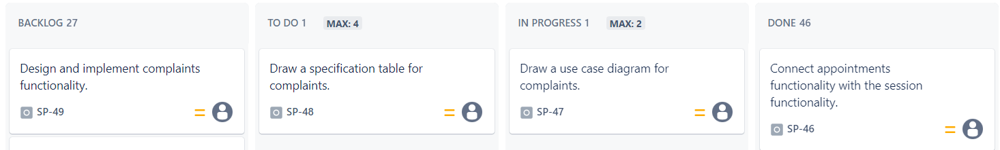 BACKLOG 27
Design and implement complaints
functionality.
SP-49
TO DO 1 MAX: 4
Draw a specification table for
complaints.
SP-48
IN PROGRESS 1 MAX: 2
Draw a use case diagram for
complaints.
SP-47
DONE 46
Connect appointments
functionality with the session
functionality.
SP-46